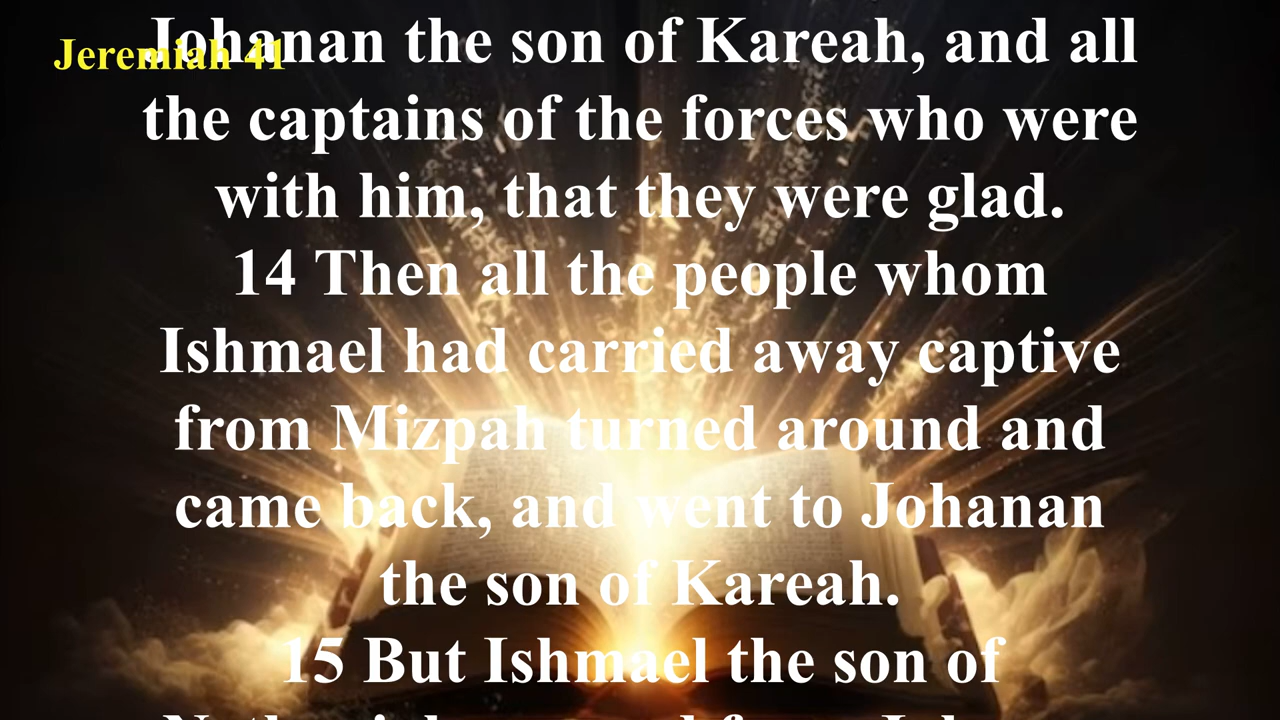 Jeremiah 41
Johanan the son of Kareah, and all
the captains of the forces who were
with him, that they were glad.
14 Then all the people whom
Ishmael had carried away captive
from Mizpah turned around and
came back, and went to Johanan
the son of Kareah.
15 But Ishmael the son of